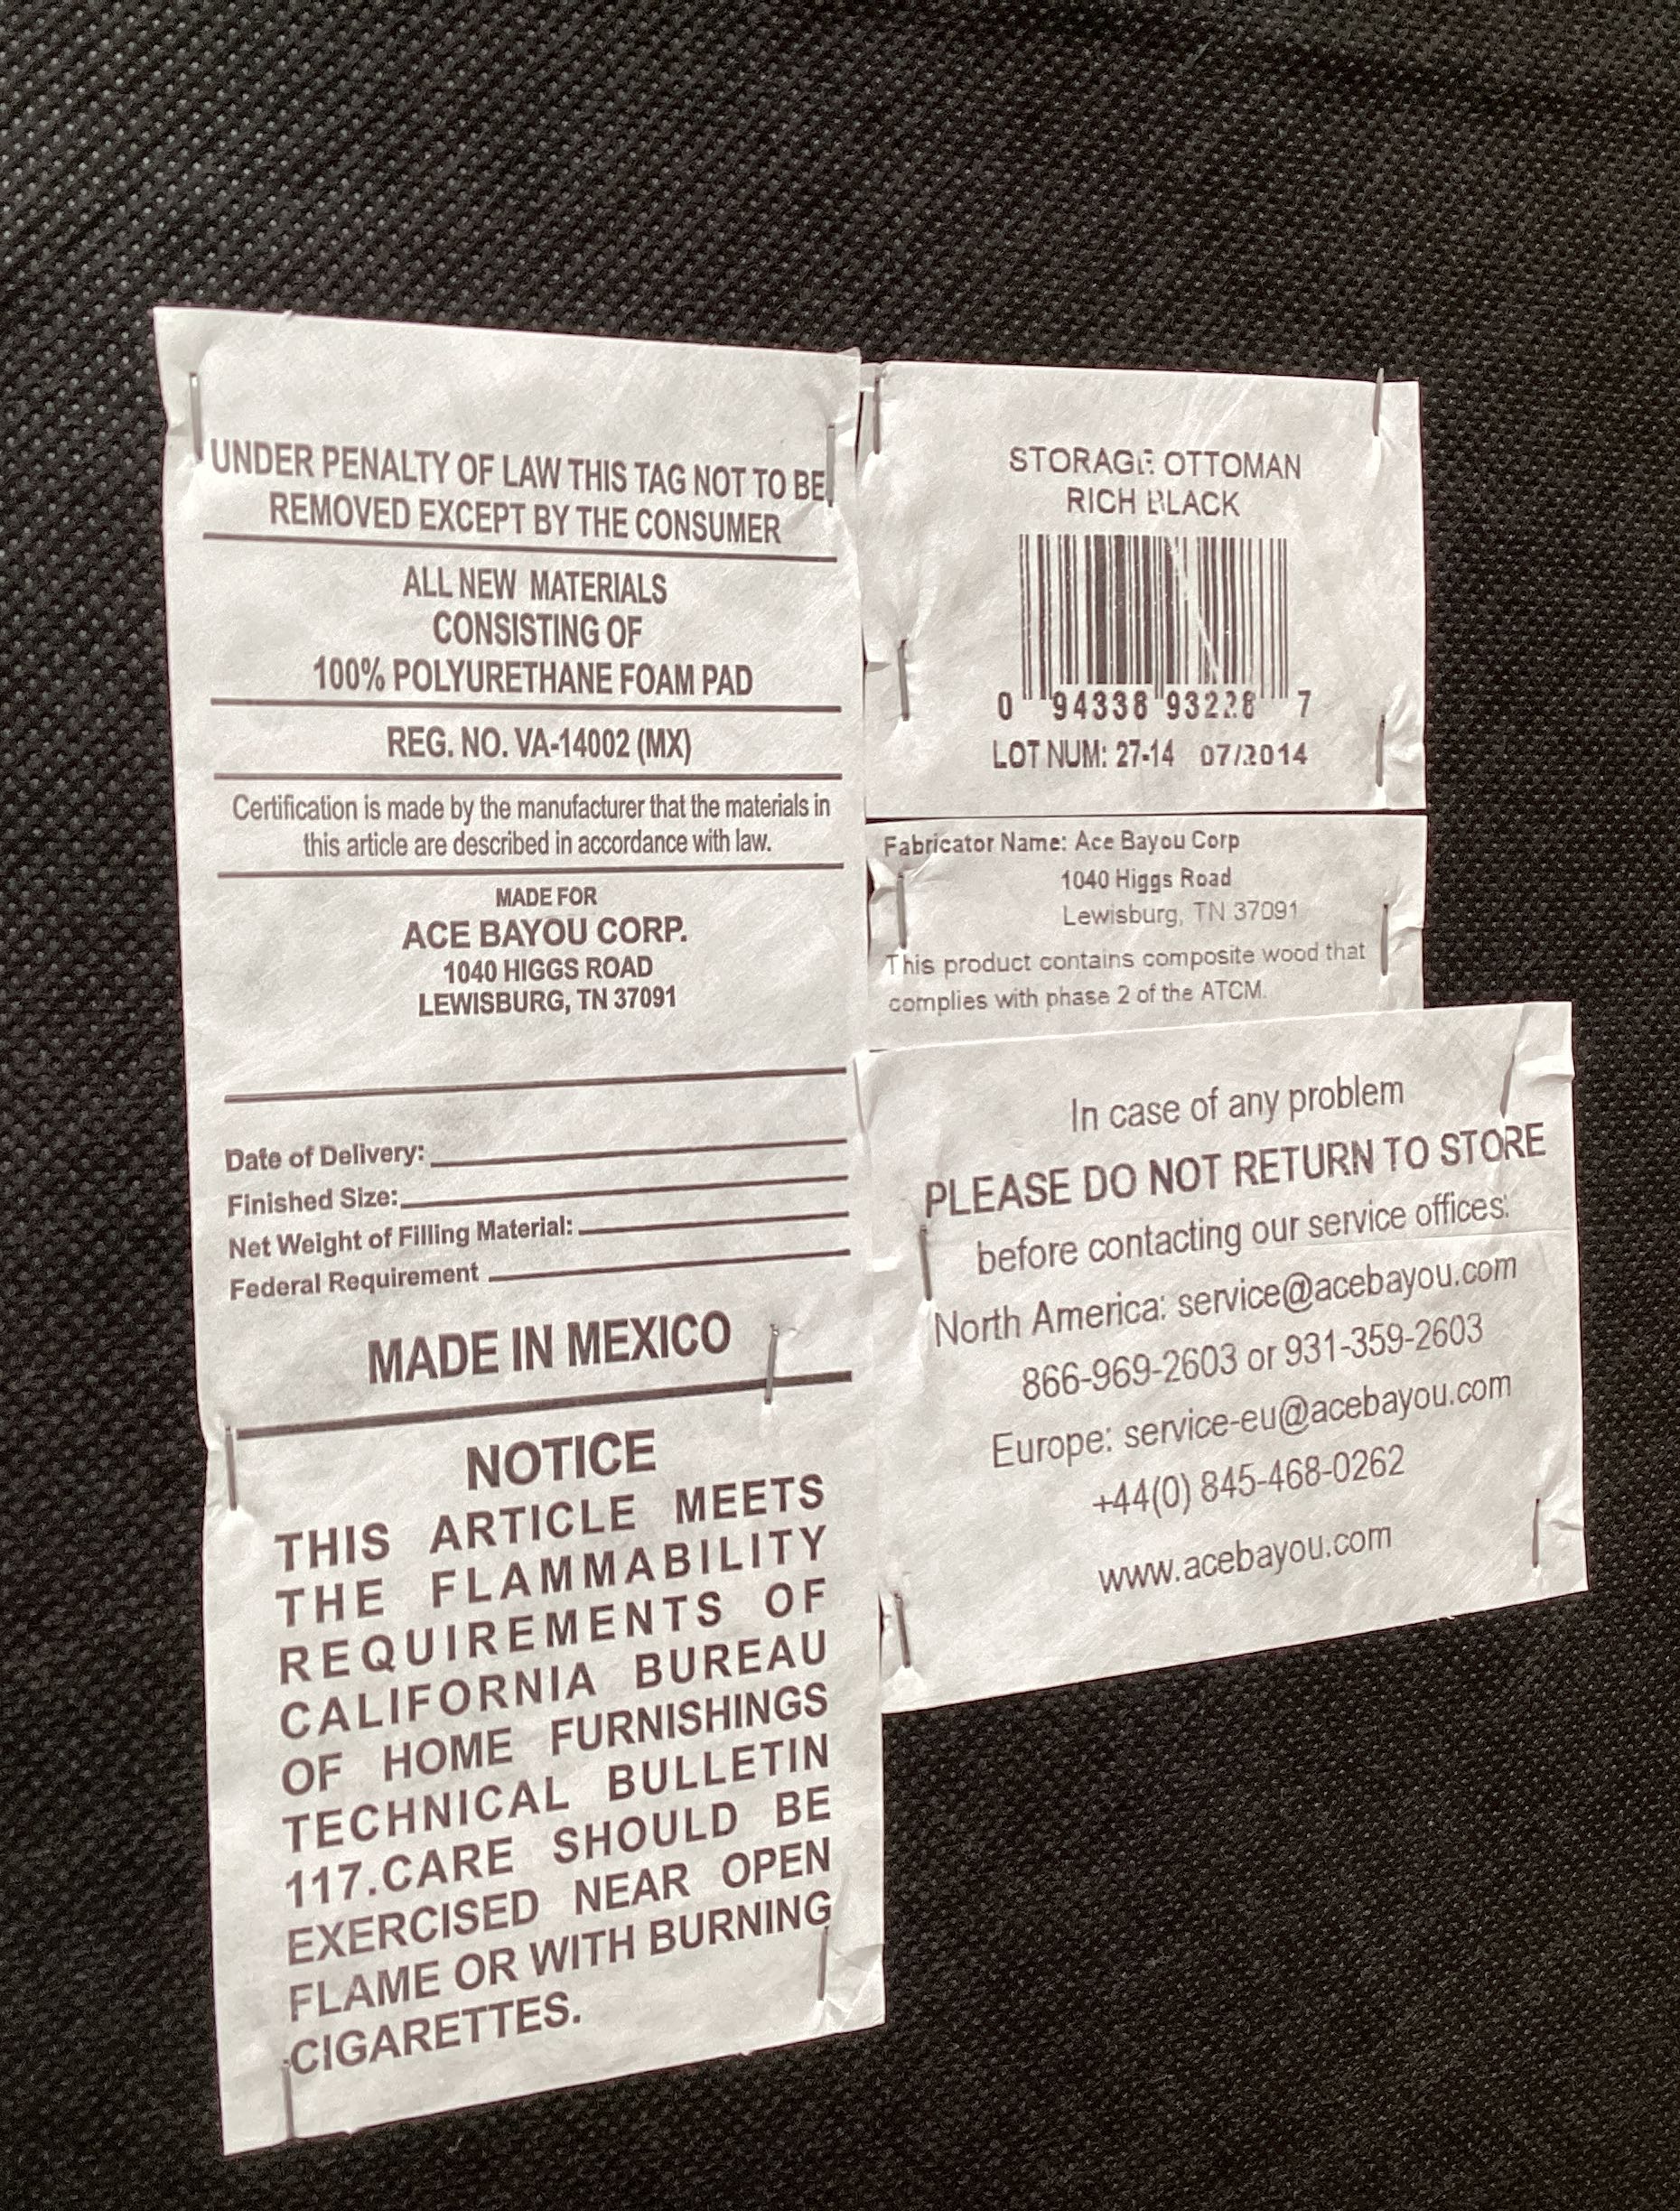 UNDER PENALTY OF LAW THIS TAG NOT TO BE
REMOVED EXCEPT BY THE CONSUMER
ALL NEW MATERIALS
CONSISTING OF
100% POLYURETHANE FOAM PAD
REG. NO. VA-14002 (MX)
Certification is made by the manufacturer that the materials in
this article are described in accordance with law.
MADE FOR
ACE BAYOU CORP.
1040 HIGGS ROAD
LEWISBURG, TN 37091
Date of Delivery:
Finished Size:
Net Weight of Filling Material:
Federal Requirement
MADE IN MEXICO
NOTICE
THIS ARTICLE MEETS
THE FLAMMABILITY
REQUIREMENTS OF
CALIFORNIA BUREAU
OF HOME FURNISHINGS
TECHNICAL BULLETIN
117.CARE SHOULD BE
EXERCISED NEAR OPEN
FLAME OR WITH BURNING
CIGARETTES.
STORAGE OTTOMAN
RICH BLACK
0 94338 93228 7
LOT NUM: 27-14 07/2014
Fabricator Name: Ace Bayou Corp
1040 Higgs Road
Lewisburg, TN 37091
This product contains composite wood that
complies with phase 2 of the ATCM.
In case of any problem
PLEASE DO NOT RETURN TO STORE
before contacting our service offices:
North America: service@acebayou.com
866-969-2603 or 931-359-2603
Europe: service-eu@acebayou.com
+44(0) 845-468-0262
www.acebayou.com